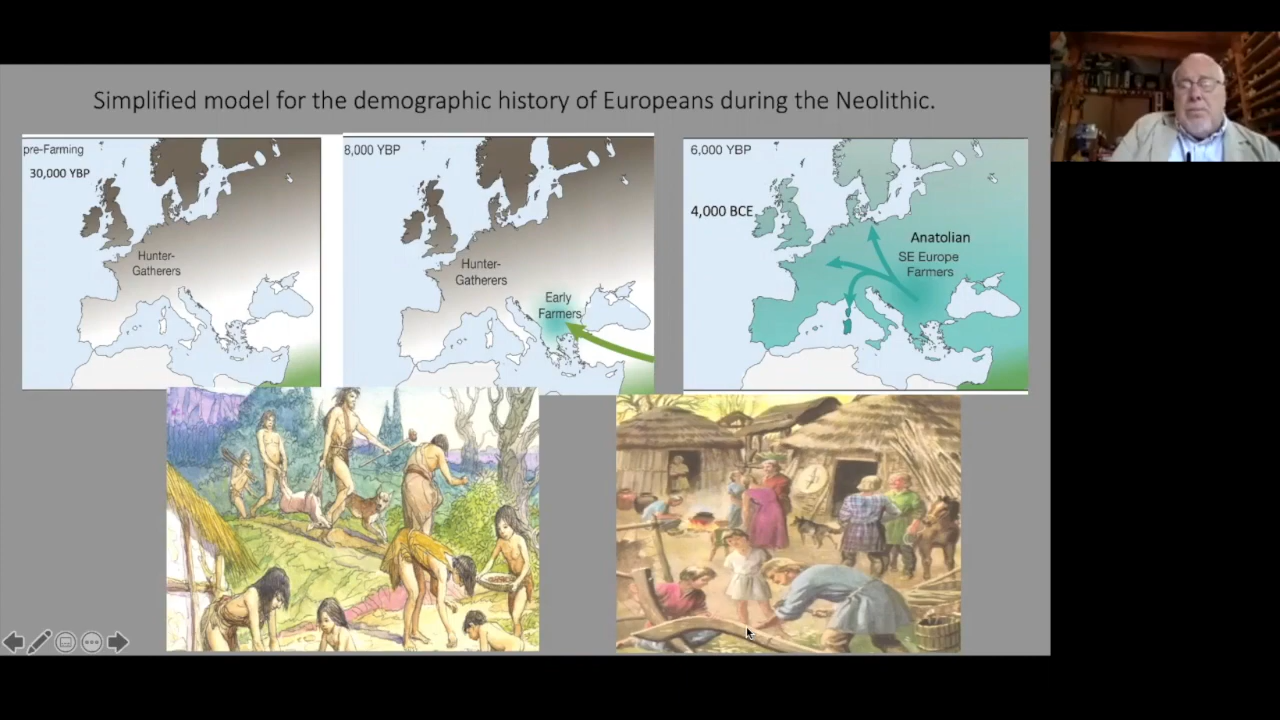 Simplified model for the demographic history of Europeans during the Neolithic.
pre-Farming
30,000 YBP
Hunter-
Gatherers
8,000 YBP
Hunter-
Gatherers
Early
Farmers
6,000 YBP
4,000 BCE
Anatolian
SE Europe
Farmers